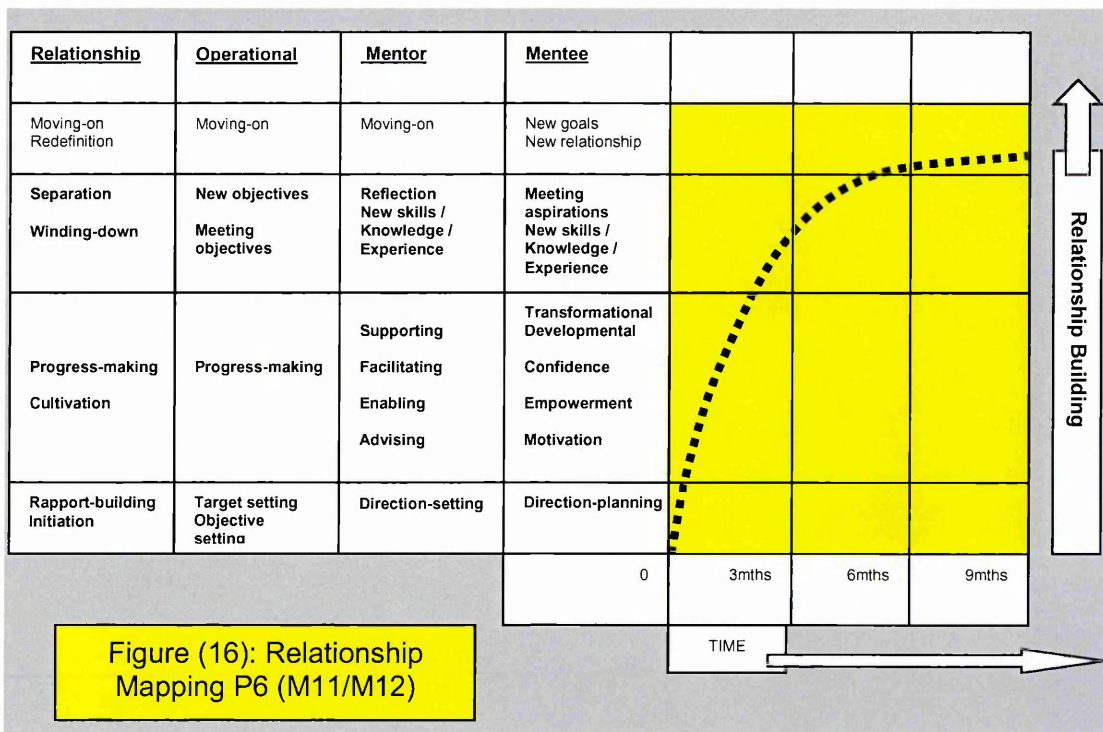 Relationship
Operational
Mentor
Mentee
Moving-on
Redefinition
Moving-on
Moving-on
New goals
New relationship
Separation
Winding-down
New objectives
Meeting
objectives
Reflection
New skills /
Knowledge /
Experience
Meeting
aspirations
New skills /
Knowledge /
Experience
Progress-making
Cultivation
Progress-making
Supporting
Facilitating
Enabling
Advising
Transformational
Developmental
Confidence
Empowerment
Motivation
Rapport-building
Initiation
Target setting
Objective
setting
Direction-setting
Direction-planning
0
3mths
6mths
9mths
TIME
Relationship Building
Figure (16): Relationship
Mapping P6 (M11/M12)